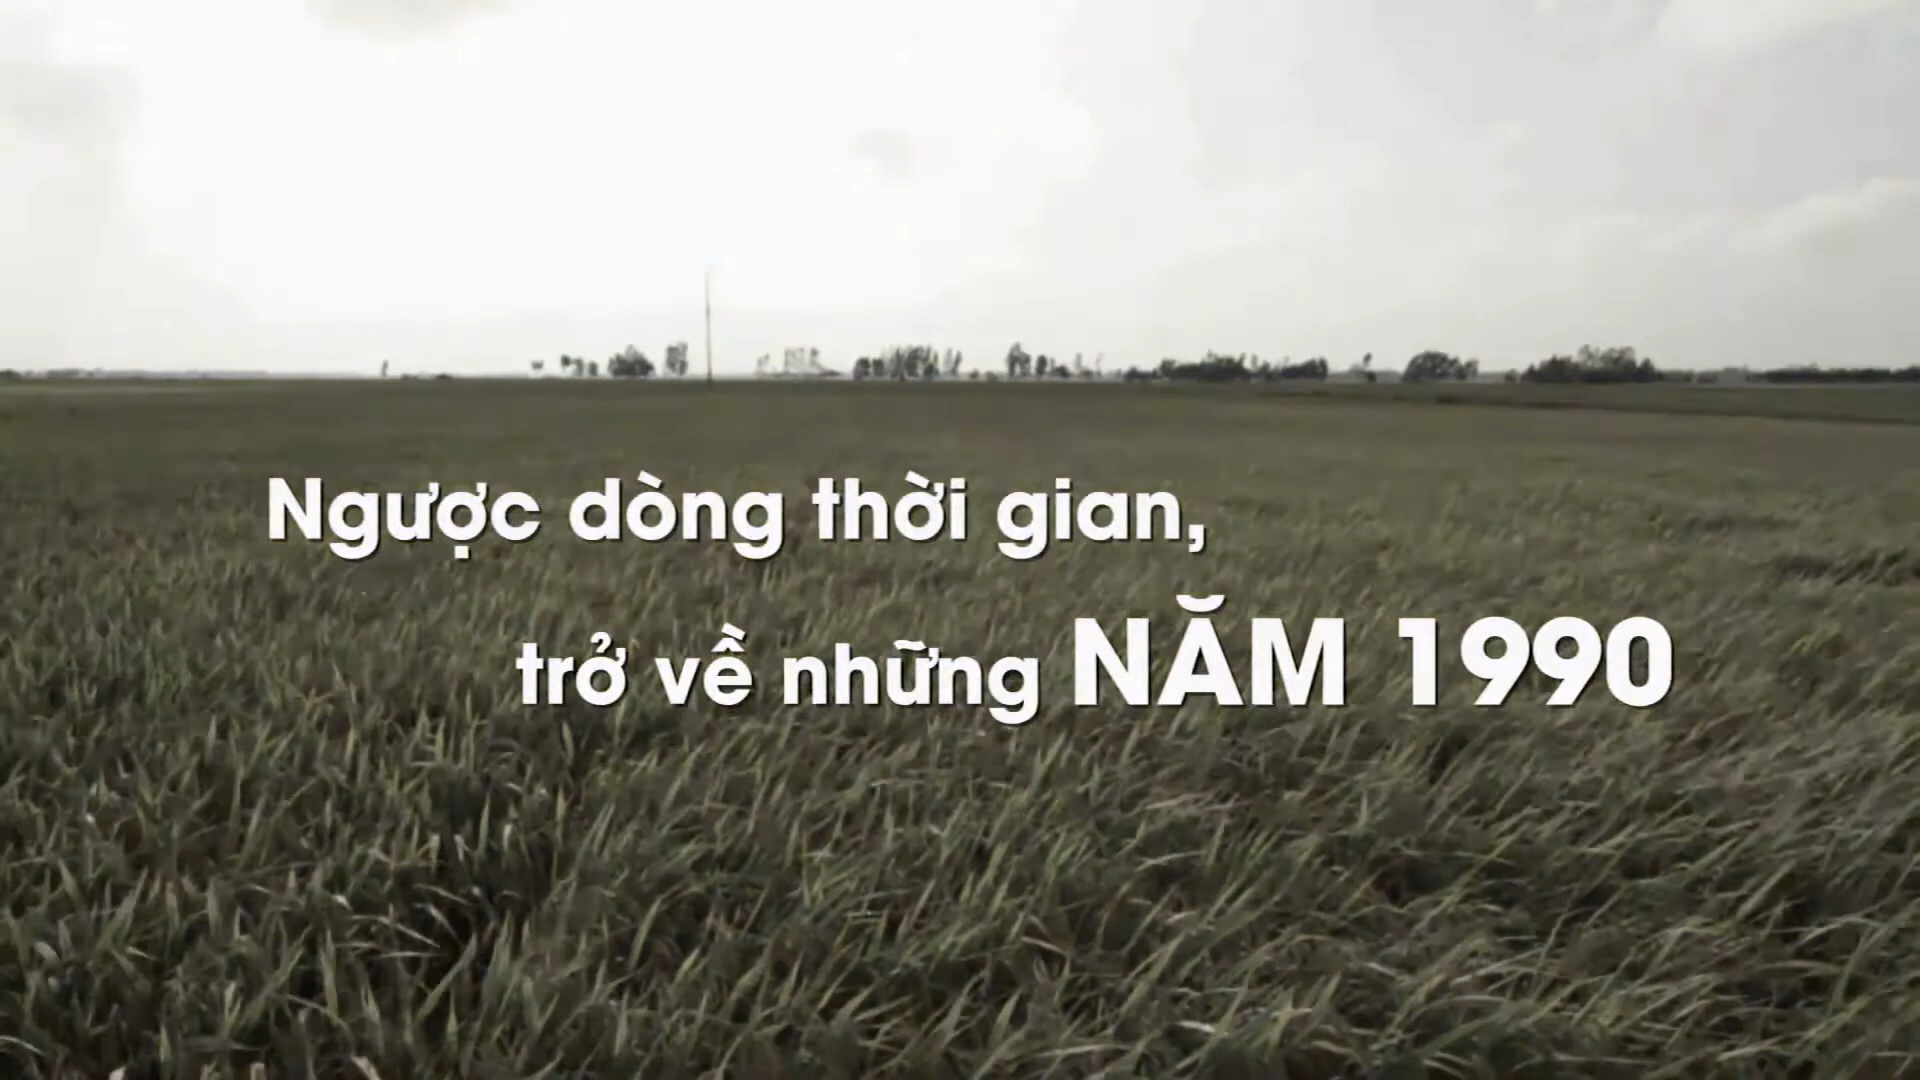 Ngược dòng thời gian,
trở về những NĂM 1990